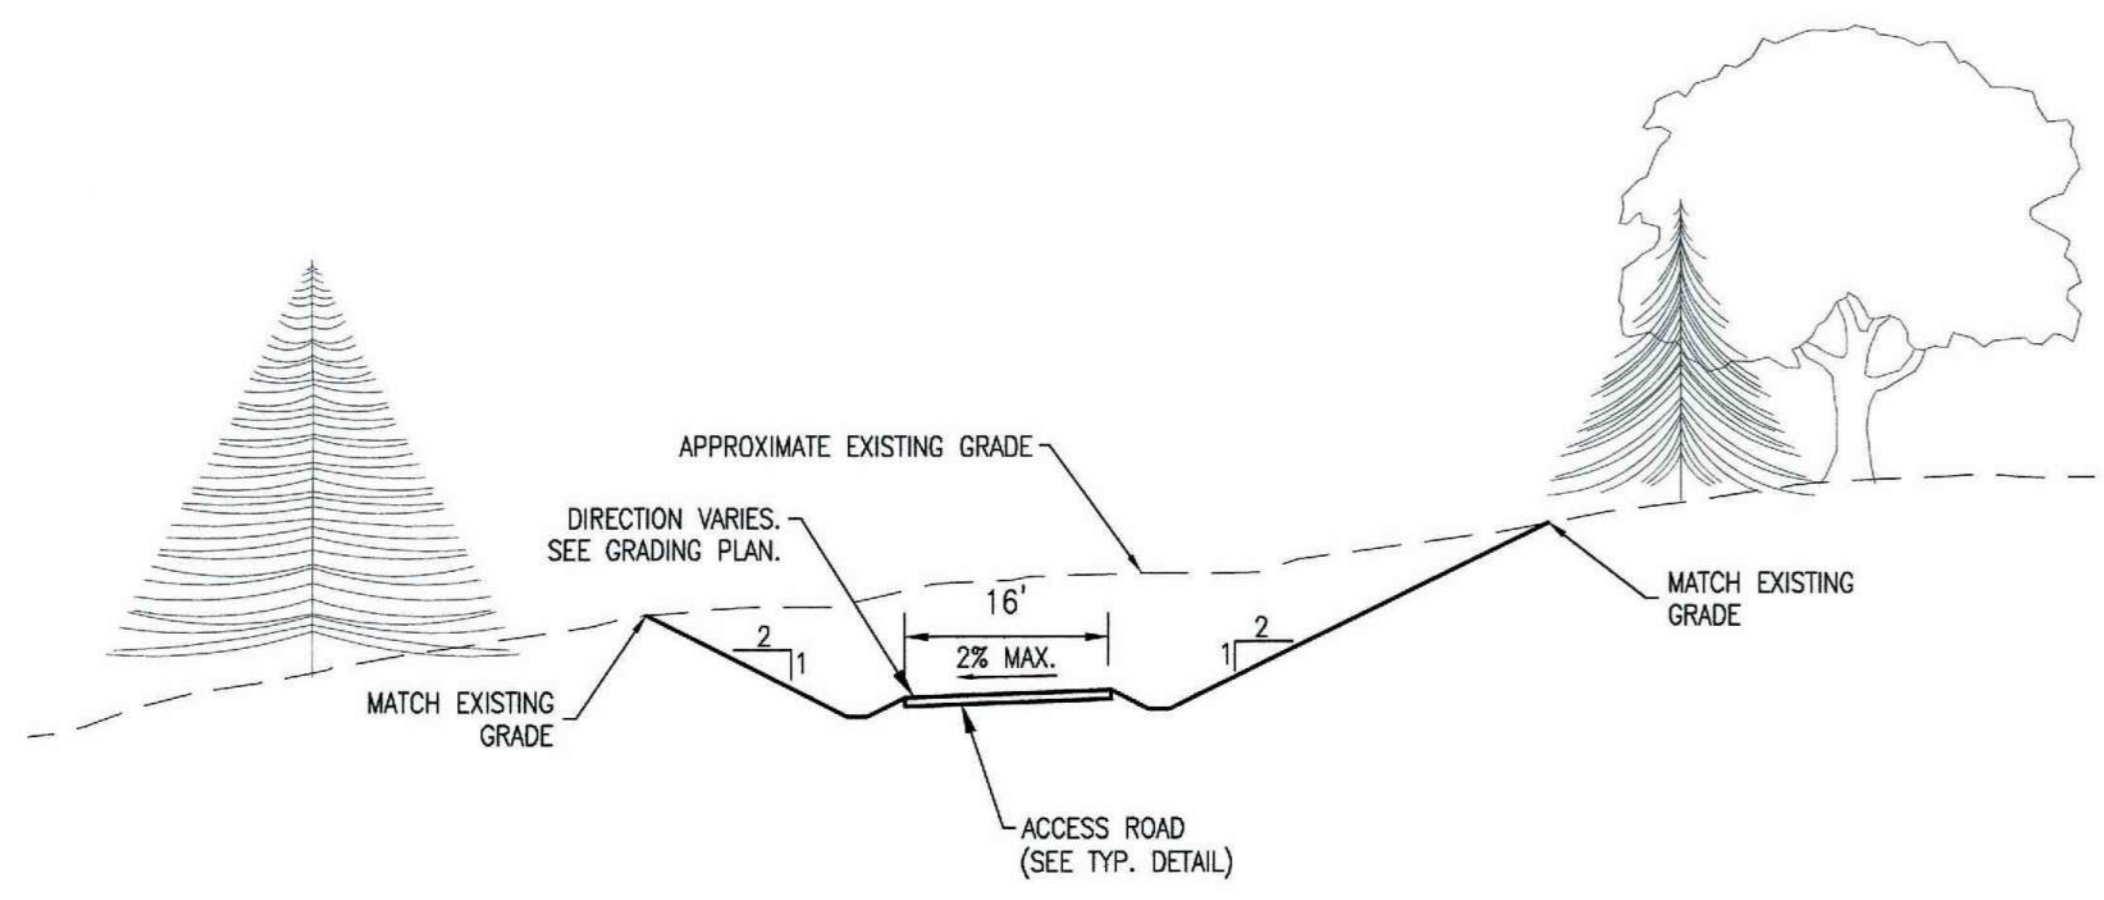 APPROXIMATE EXISTING GRADE
DIRECTION VARIES.
SEE GRADING PLAN.
16'
2% MAX.
2
1
2
1
MATCH EXISTING
GRADE
MATCH EXISTING
GRADE
ACCESS ROAD
(SEE TYP. DETAIL)